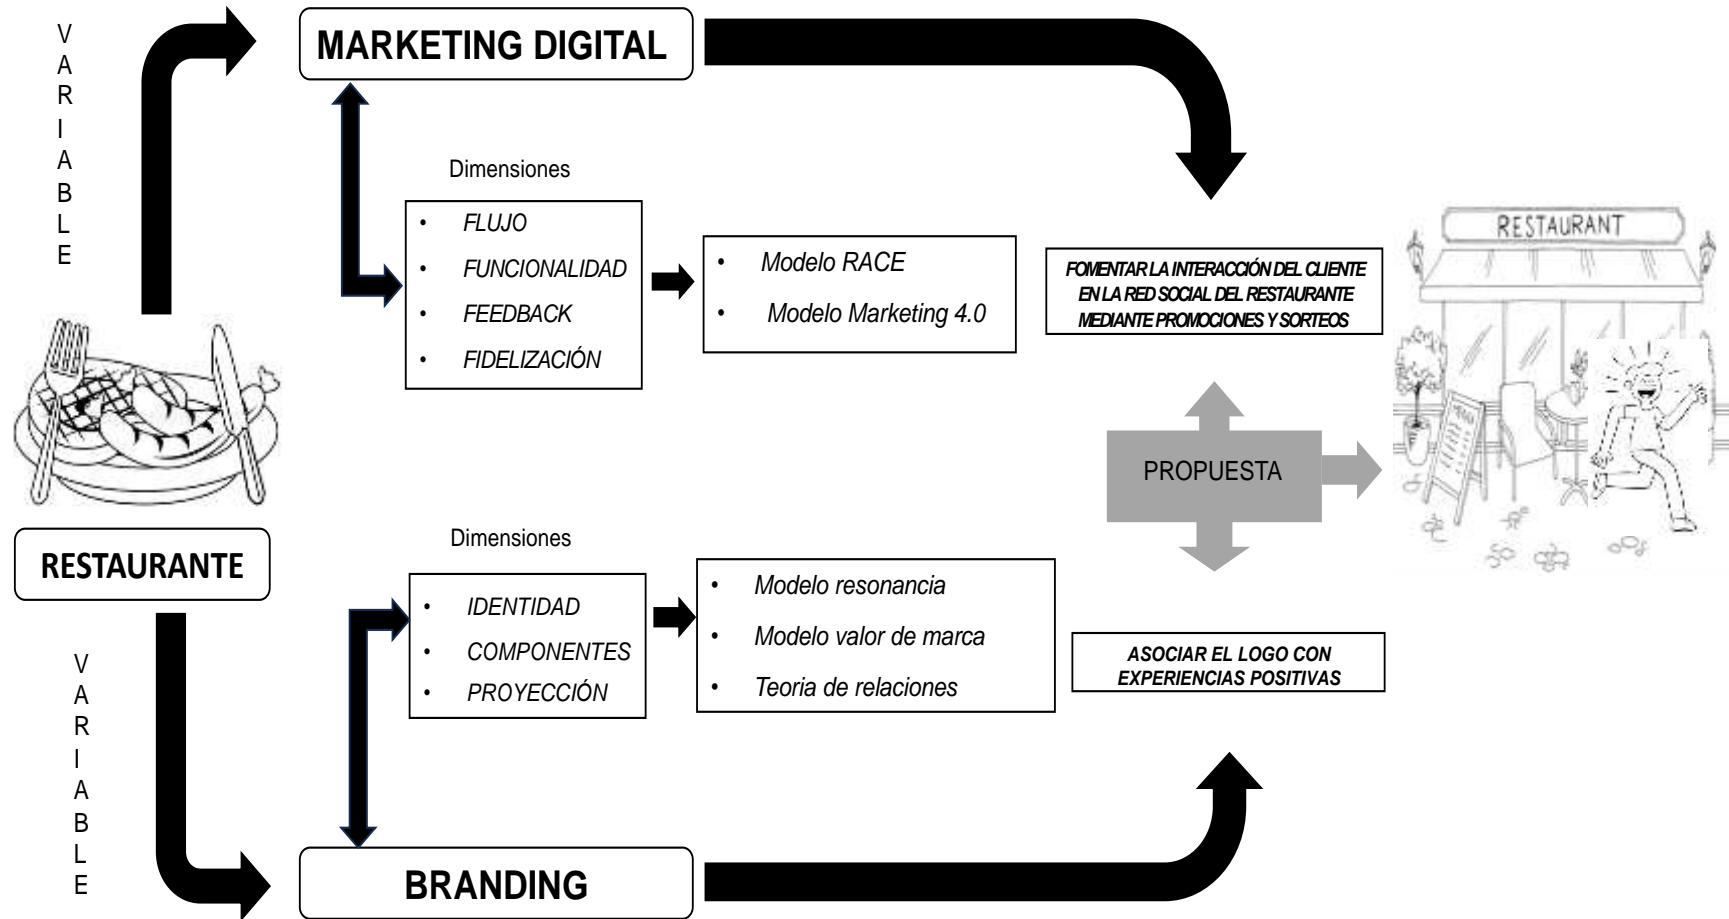 VARIABLE
MARKETING DIGITAL
Dimensiones
• FLUJO
• FUNCIONALIDAD
• FEEDBACK
• FIDELIZACIÓN
• Modelo RACE
• Modelo Marketing 4.0
FOMENTAR LA INTERACCIÓN DEL CLIENTE
EN LA RED SOCIAL DEL RESTAURANTE
MEDIANTE PROMOCIONES Y SORTEOS
RESTAURANT
PROPUESTA
RESTAURANTE
VARIABLE
Dimensiones
• IDENTIDAD
• COMPONENTES
• PROYECCIÓN
• Modelo resonancia
• Modelo valor de marca
• Teoria de relaciones
ASOCIAR EL LOGO CON
EXPERIENCIAS POSITIVAS
BRANDING